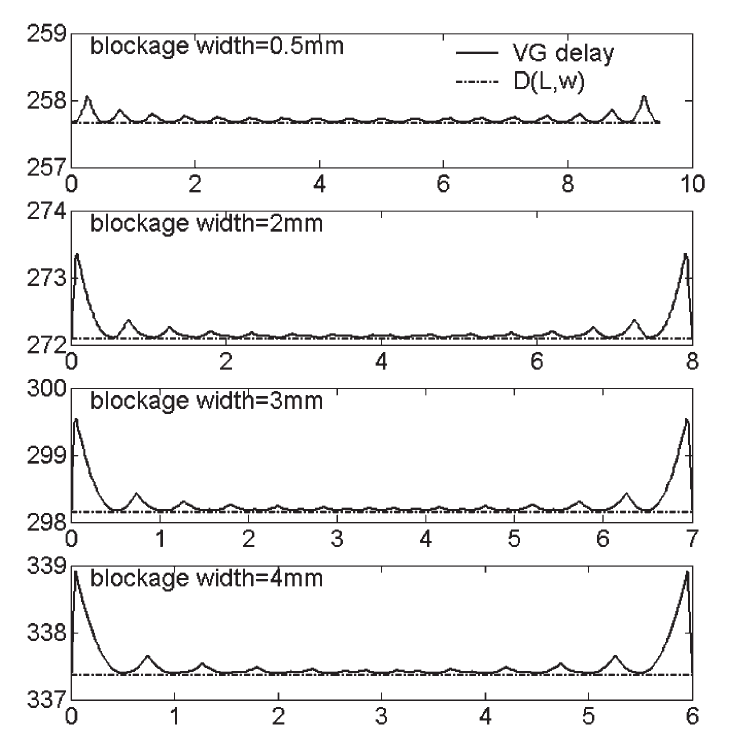 259
blockage width=0.5mm
VG delay
D(L,w)
258
257
0 2 4 6 8 10
274
blockage width=2mm
273
272
0 2 4 6 8
300
blockage width=3mm
299
298
0 1 2 3 4 5 6 7
339
blockage width=4mm
338
337
0 1 2 3 4 5 6